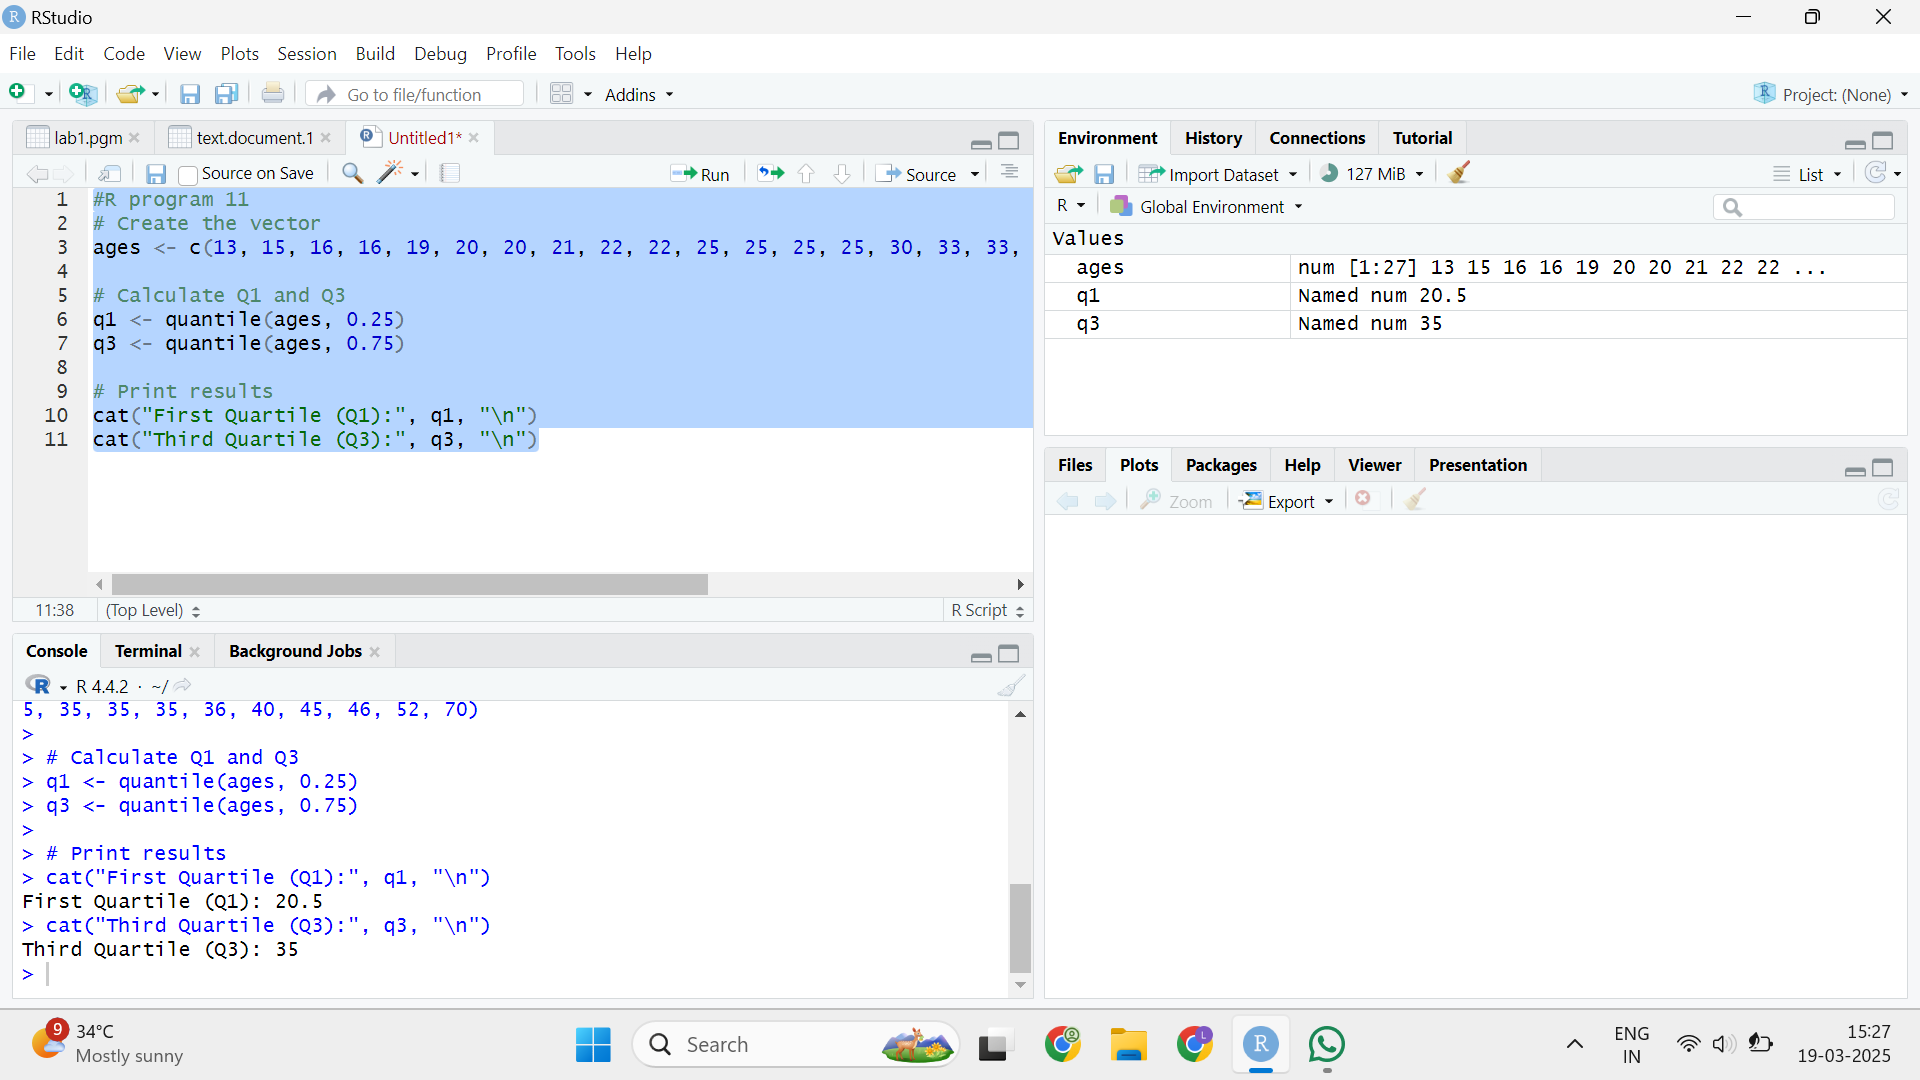 RStudio
File Edit Code View Plots Session Build Debug Profile Tools Help
Go to file/function Addins Project: (None)
lab1.pgm text.document.1 Untitled1*
Source on Save Run Source
1 #R program 11
2 # Create the vector
3 ages <- c(13, 15, 16, 16, 19, 20, 20, 21, 22, 22, 25, 25, 25, 25, 30, 33, 33,
4
5 # Calculate Q1 and Q3
6 q1 <- quantile(ages, 0.25)
7 q3 <- quantile(ages, 0.75)
8
9 # Print results
10 cat("First Quartile (Q1):", q1, "\n")
11 cat("Third Quartile (Q3):", q3, "\n")
11:38 (Top Level) R Script
Console Terminal Background Jobs
R R 4.4.2 · ~/
5, 35, 35, 35, 36, 40, 45, 46, 52, 70)
>
> # Calculate Q1 and Q3
> q1 <- quantile(ages, 0.25)
> q3 <- quantile(ages, 0.75)
>
> # Print results
> cat("First Quartile (Q1):", q1, "\n")
First Quartile (Q1): 20.5
> cat("Third Quartile (Q3):", q3, "\n")
Third Quartile (Q3): 35
>
Environment History Connections Tutorial
Import Dataset 127 MiB List
R Global Environment
Values
ages num [1:27] 13 15 16 16 19 20 20 21 22 22 ...
q1 Named num 20.5
q3 Named num 35
Files Plots Packages Help Viewer Presentation
Zoom Export
9 34°C
Mostly sunny
Search
L
R
ENG
IN
15:27
19-03-2025